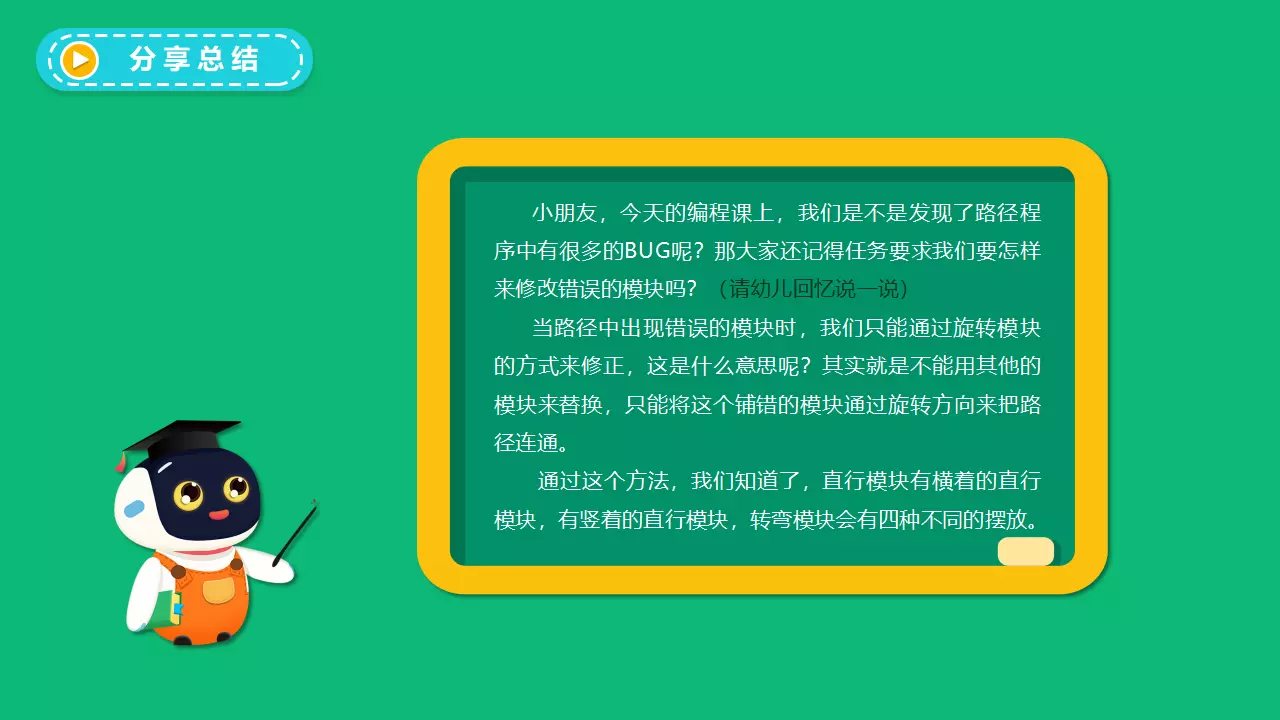 分享总结
小朋友，今天的编程课上，我们是不是发现了路径程
序中有很多的BUG呢？那大家还记得任务要求我们要怎样
来修改错误的模块吗？（请幼儿回忆说一说）
当路径中出现错误的模块时，我们只能通过旋转模块
的方式来修正，这是什么意思呢？其实就是不能用其他的
模块来替换，只能将这个铺错的模块通过旋转方向来把路
径连通。
通过这个方法，我们知道了，直行模块有横着的直行
模块，有竖着的直行模块，转弯模块会有四种不同的摆放。